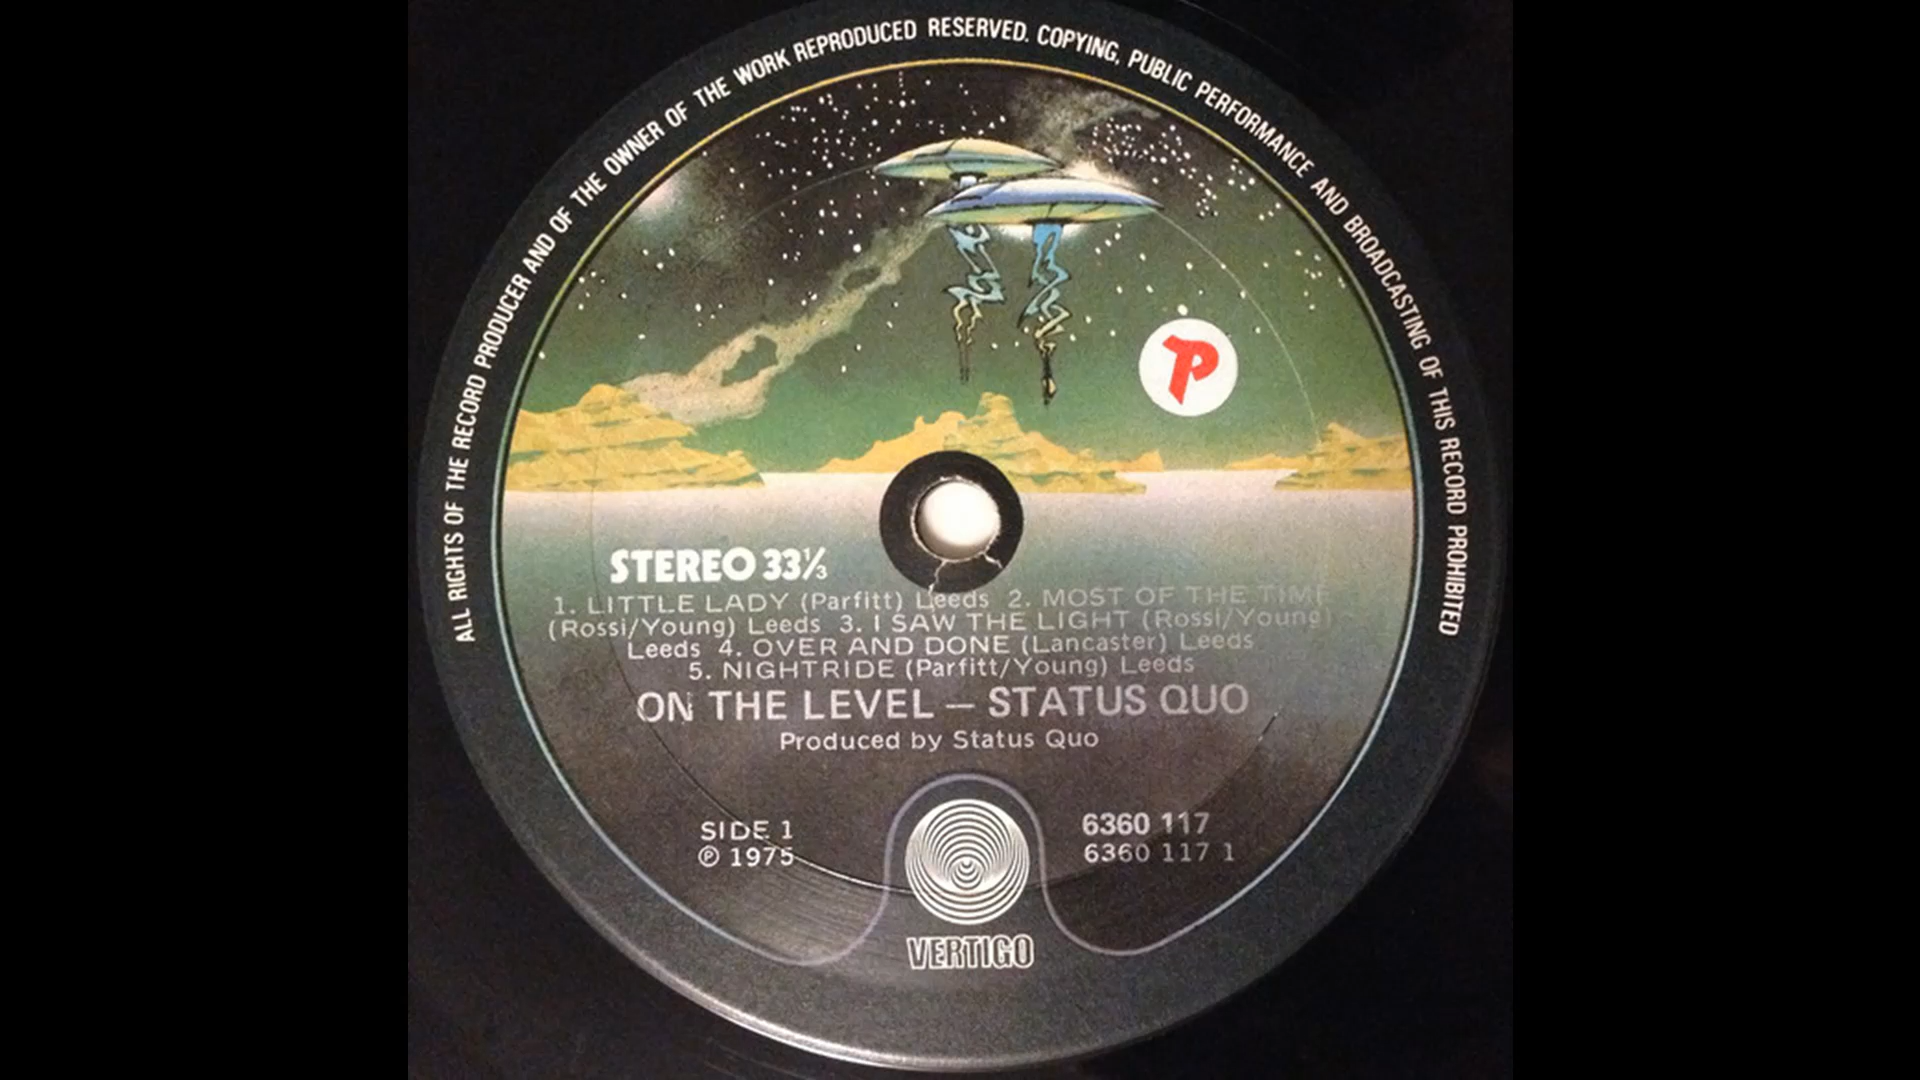 ALL RIGHTS OF THE RECORD PRODUCER AND OF THE OWNER OF THE WORK REPRODUCED RESERVED. COPYING, PUBLIC PERFORMANCE AND BROADCASTING OF THIS RECORD PROHIBITED
P
STEREO 33⅓
1. LITTLE LADY (Parfitt) Leeds 2. MOST OF THE TIME
(Rossi/Young) Leeds 3. I SAW THE LIGHT (Rossi/Young)
Leeds 4. OVER AND DONE (Lancaster) Leeds
5. NIGHTRIDE (Parfitt/Young) Leeds
ON THE LEVEL — STATUS QUO
Produced by Status Quo
SIDE 1
℗ 1975
6360 117
6360 117 1
VERTIGO